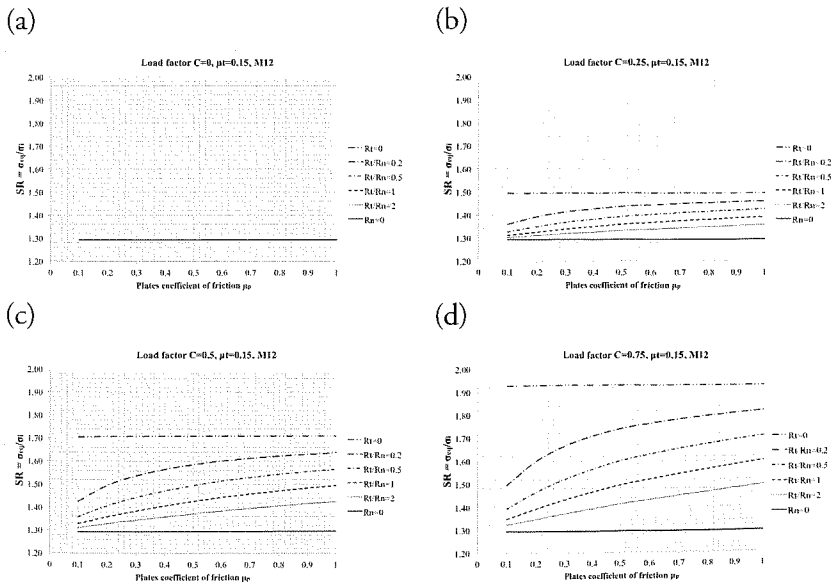 (a)
Load factor C=0, μt=0.15, M12
SR = σeq/σt
2.00
1.90
1.80
1.70
1.60
1.50
1.40
1.30
1.20
0
0.1
0.2
0.3
0.4
0.5
0.6
0.7
0.8
0.9
1
Plates coefficient of friction μp
Rt=0
Rt/Rn=0.2
Rt/Rn=0.5
Rt/Rn=1
Rt/Rn=2
Rn=0
(b)
Load factor C=0.25, μt=0.15, M12
SR = σeq/σt
2.00
1.90
1.80
1.70
1.60
1.50
1.40
1.30
1.20
0
0.1
0.2
0.3
0.4
0.5
0.6
0.7
0.8
0.9
1
Plates coefficient of friction μp
Rt=0
Rt/Rn=0.2
Rt/Rn=0.5
Rt/Rn=1
Rt/Rn=2
Rn=0
(c)
Load factor C=0.5, μt=0.15, M12
SR = σeq/σt
2.00
1.90
1.80
1.70
1.60
1.50
1.40
1.30
1.20
0
0.1
0.2
0.3
0.4
0.5
0.6
0.7
0.8
0.9
1
Plates coefficient of friction μp
Rt=0
Rt/Rn=0.2
Rt/Rn=0.5
Rt/Rn=1
Rt/Rn=2
Rn=0
(d)
Load factor C=0.75, μt=0.15, M12
SR = σeq/σt
2.00
1.90
1.80
1.70
1.60
1.50
1.40
1.30
1.20
0
0.1
0.2
0.3
0.4
0.5
0.6
0.7
0.8
0.9
1
Plates coefficient of friction μp
Rt=0
Rt/Rn=0.2
Rt/Rn=0.5
Rt/Rn=1
Rt/Rn=2
Rn=0